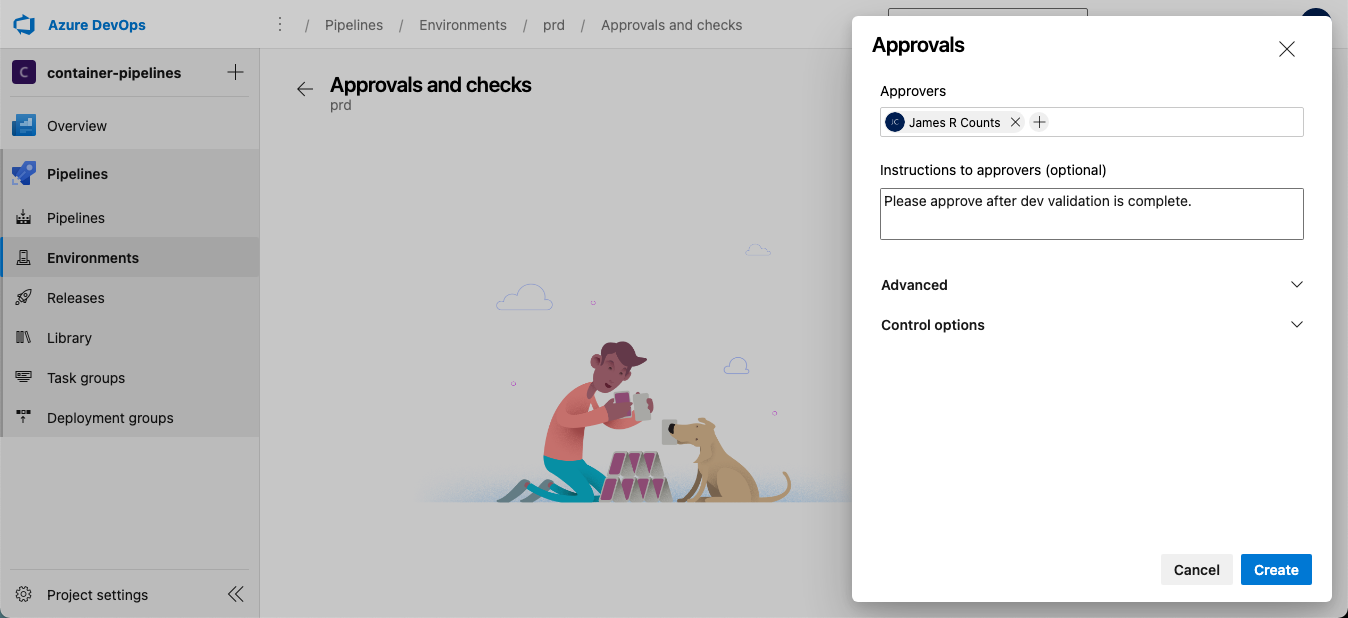 Azure DevOps
/ Pipelines / Environments / prd / Approvals and checks
C container-pipelines
Overview
Pipelines
Pipelines
Environments
Releases
Library
Task groups
Deployment groups
Project settings
Approvals and checks
prd
Approvals
Approvers
JC James R Counts
Instructions to approvers (optional)
Please approve after dev validation is complete.
Advanced
Control options
Cancel
Create